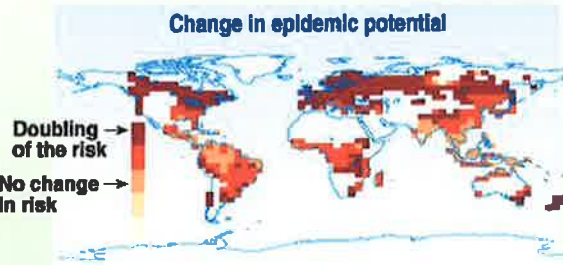 Change in epidemic potential
Doubling
of the risk
No change
in risk